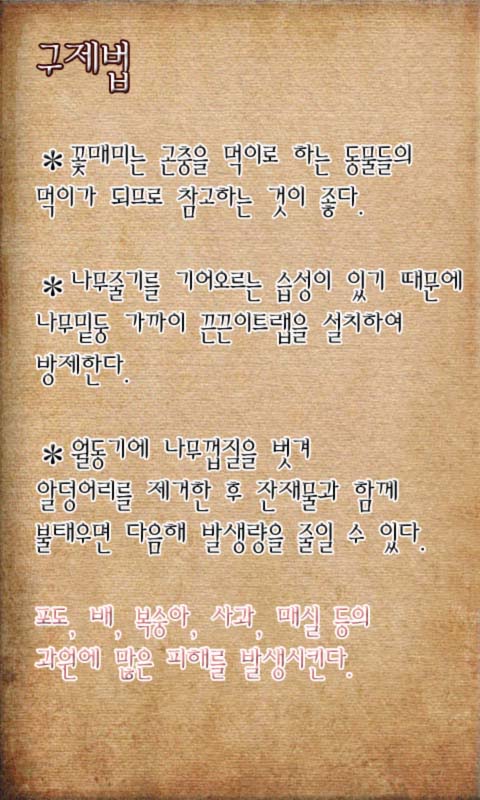 구제법
*꽃매미는 곤충을 먹이로 하는 동물들의
먹이가 되므로 참고하는 것이 좋다.
*나무줄기를 기어오르는 습성이 있기 때문에
나무밑둥 가까이 끈끈이트랩을 설치하여
방제한다.
*월동기에 나무껍질을 벗겨
알덩어리를 제거한 후 잔재물과 함께
불태우면 다음해 발생량을 줄일 수 있다.
포도, 배, 복숭아, 사과, 매실 등의
과원에 많은 피해를 발생시킨다.